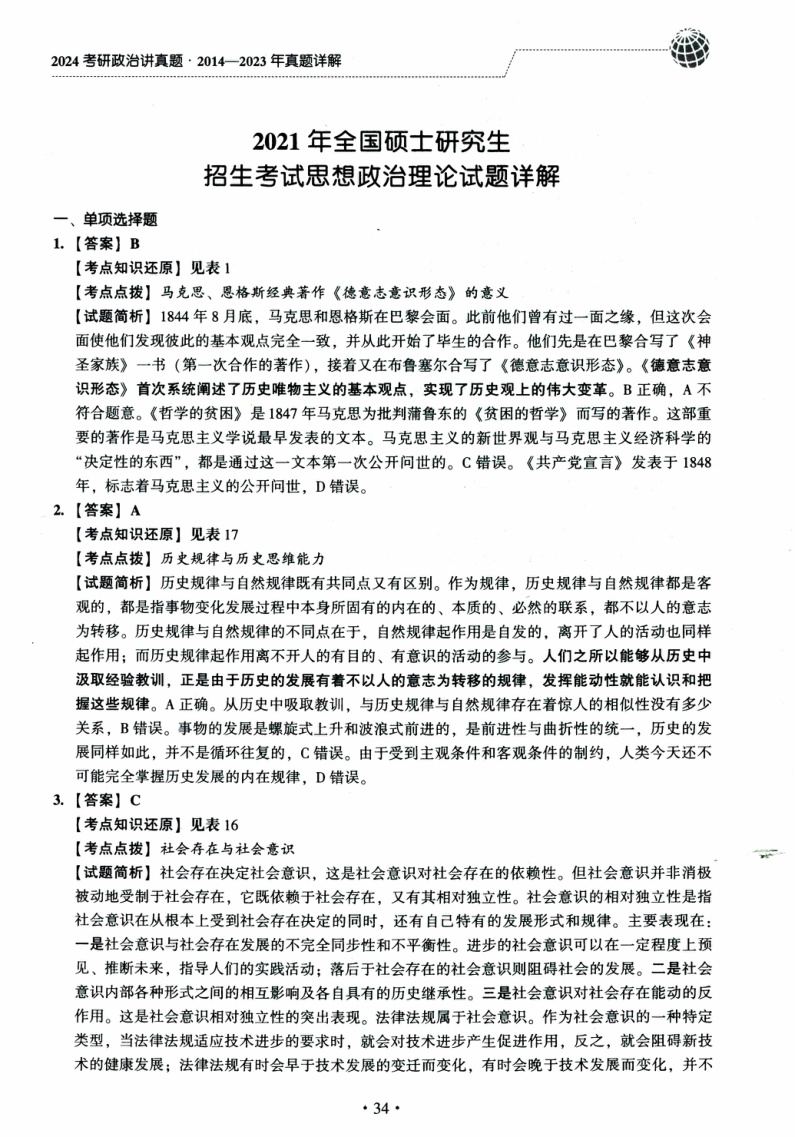 2024 考研政治讲真题·2014—2023 年真题详解
2021 年全国硕士研究生
招生考试思想政治理论试题详解
一、单项选择题
1.【答案】B
【考点知识还原】见表 1
【考点点拨】马克思、恩格斯经典著作《德意志意识形态》的意义
【试题简析】1844 年 8 月底，马克思和恩格斯在巴黎会面。此前他们曾有过一面之缘，但这次会
面使他们发现彼此的基本观点完全一致，并从此开始了毕生的合作。他们先是在巴黎合写了《神
圣家族》一书（第一次合作的著作），接着又在布鲁塞尔合写了《德意志意识形态》。《德意志意
识形态》首次系统阐述了历史唯物主义的基本观点，实现了历史观上的伟大变革。B 正确，A 不
符合题意。《哲学的贫困》是 1847 年马克思为批判蒲鲁东的《贫困的哲学》而写的著作。这部重
要的著作是马克思主义学说最早发表的文本。马克思主义的新世界观与马克思主义经济科学的
“决定性的东西”，都是通过这一文本第一次公开问世的。C 错误。《共产党宣言》发表于 1848
年，标志着马克思主义的公开问世，D 错误。
2.【答案】A
【考点知识还原】见表 17
【考点点拨】历史规律与历史思维能力
【试题简析】历史规律与自然规律既有共同点又有区别。作为规律，历史规律与自然规律都是客
观的，都是指事物变化发展过程中本身所固有的内在的、本质的、必然的联系，都不以人的意志
为转移。历史规律与自然规律的不同点在于，自然规律起作用是自发的，离开了人的活动也同样
起作用；而历史规律起作用离不开人的有目的、有意识的活动的参与。人们之所以能够从历史中
汲取经验教训，正是由于历史的发展有着不以人的意志为转移的规律，发挥能动性就能认识和把
握这些规律。A 正确。从历史中吸取教训，与历史规律与自然规律存在着惊人的相似性没有多少
关系，B 错误。事物的发展是螺旋式上升和波浪式前进的，是前进性与曲折性的统一，历史的发
展同样如此，并不是循环往复的，C 错误。由于受到主观条件和客观条件的制约，人类今天还不
可能完全掌握历史发展的内在规律，D 错误。
3.【答案】C
【考点知识还原】见表 16
【考点点拨】社会存在与社会意识
【试题简析】社会存在决定社会意识，这是社会意识对社会存在的依赖性。但社会意识并非消极
被动地受制于社会存在，它既依赖于社会存在，又有其相对独立性。社会意识的相对独立性是指
社会意识在从根本上受到社会存在决定的同时，还有自己特有的发展形式和规律。主要表现在：
一是社会意识与社会存在发展的不完全同步性和不平衡性。进步的社会意识可以在一定程度上预
见、推断未来，指导人们的实践活动；落后于社会存在的社会意识则阻碍社会的发展。二是社会
意识内部各种形式之间的相互影响及各自具有的历史继承性。三是社会意识对社会存在能动的反
作用。这是社会意识相对独立性的突出表现。法律法规属于社会意识。作为社会意识的一种特定
类型，当法律法规适应技术进步的要求时，就会对技术进步产生促进作用，反之，就会阻碍新技
术的健康发展；法律法规有时会早于技术发展的变迁而变化，有时会晚于技术发展而变化，并不
·34·